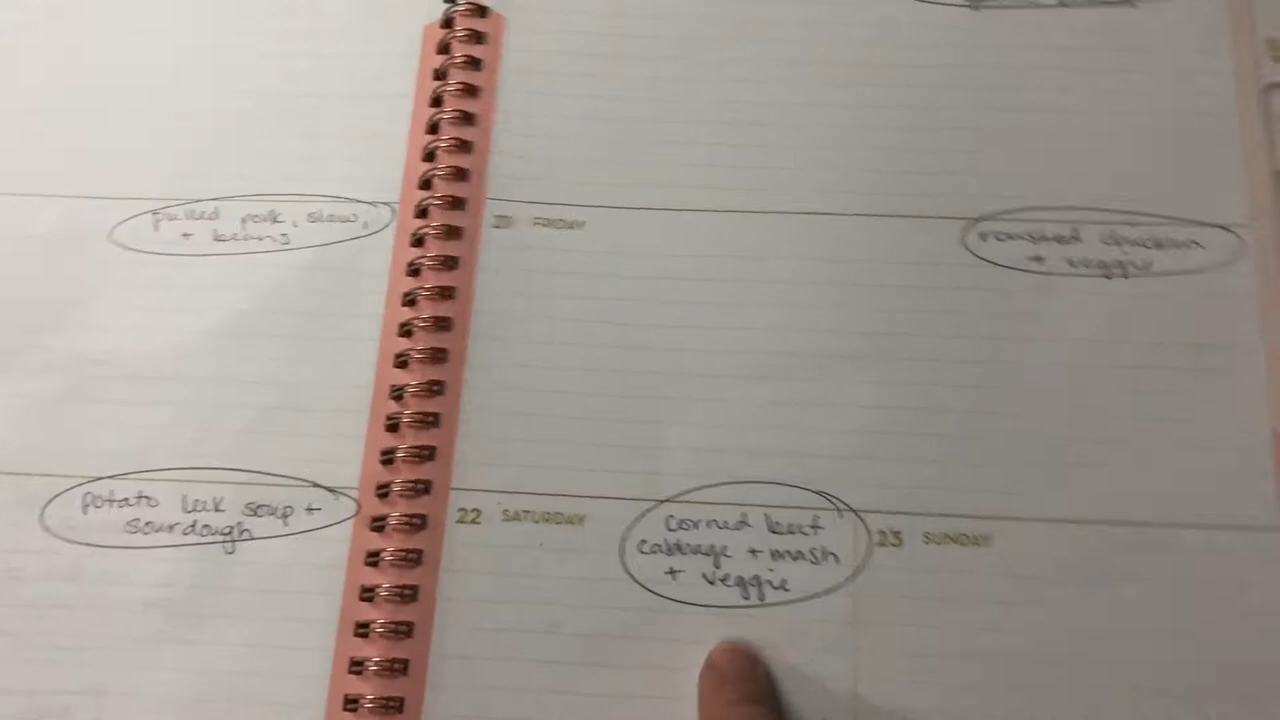 pulled pork, slaw,
+ beans
21 FRIDAY
roasted chicken
+ veggie
potato leek soup +
sourdough
22 SATURDAY
corned beef
cabbage + mash
+ veggie
23 SUNDAY